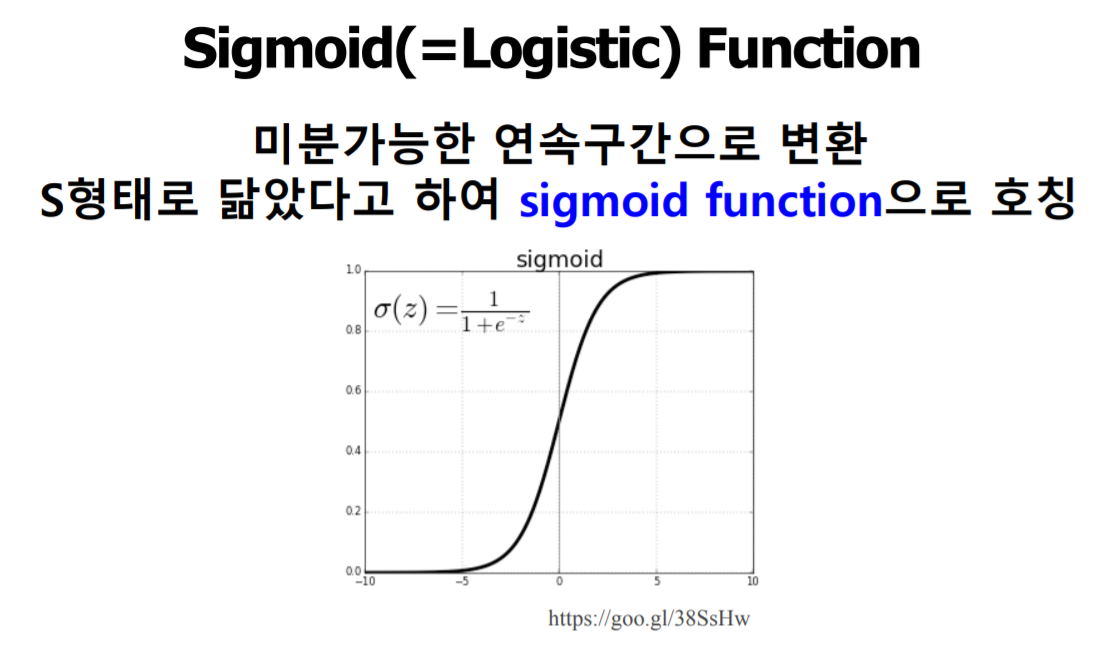 Sigmoid(=Logistic) Function
미분가능한 연속구간으로 변환
S형태로 닮았다고 하여 sigmoid function으로 호칭
sigmoid
σ(z) = 1 / 1+e^{-z}
1.0
0.8
0.6
0.4
0.2
0.0
−10 −5 0 5 10
https://goo.gl/38SsHw